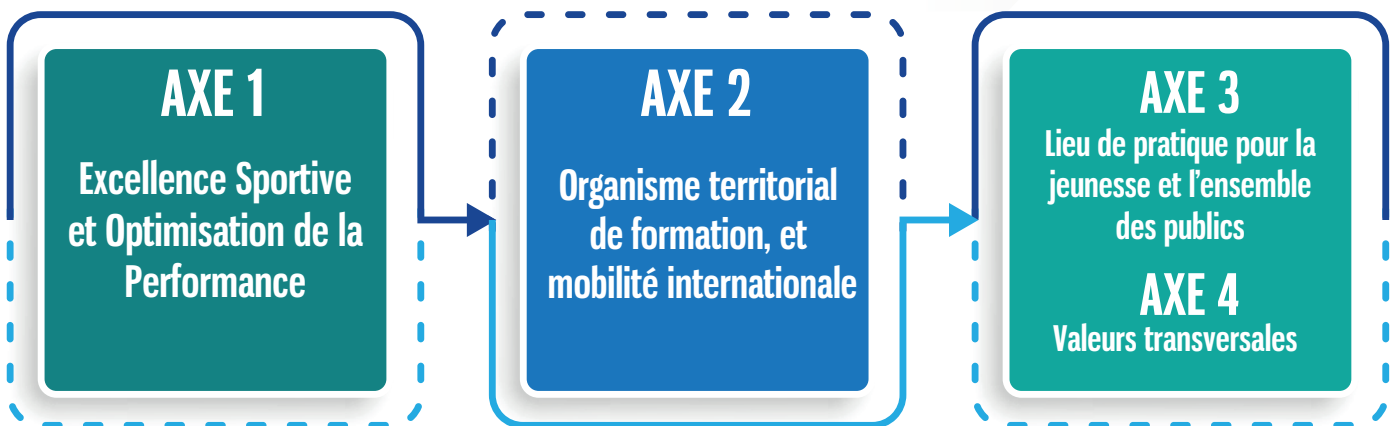 AXE 1
Excellence Sportive
et Optimisation de la
Performance
AXE 2
Organisme territorial
de formation, et
mobilité internationale
AXE 3
Lieu de pratique pour la
jeunesse et l’ensemble
des publics
AXE 4
Valeurs transversales